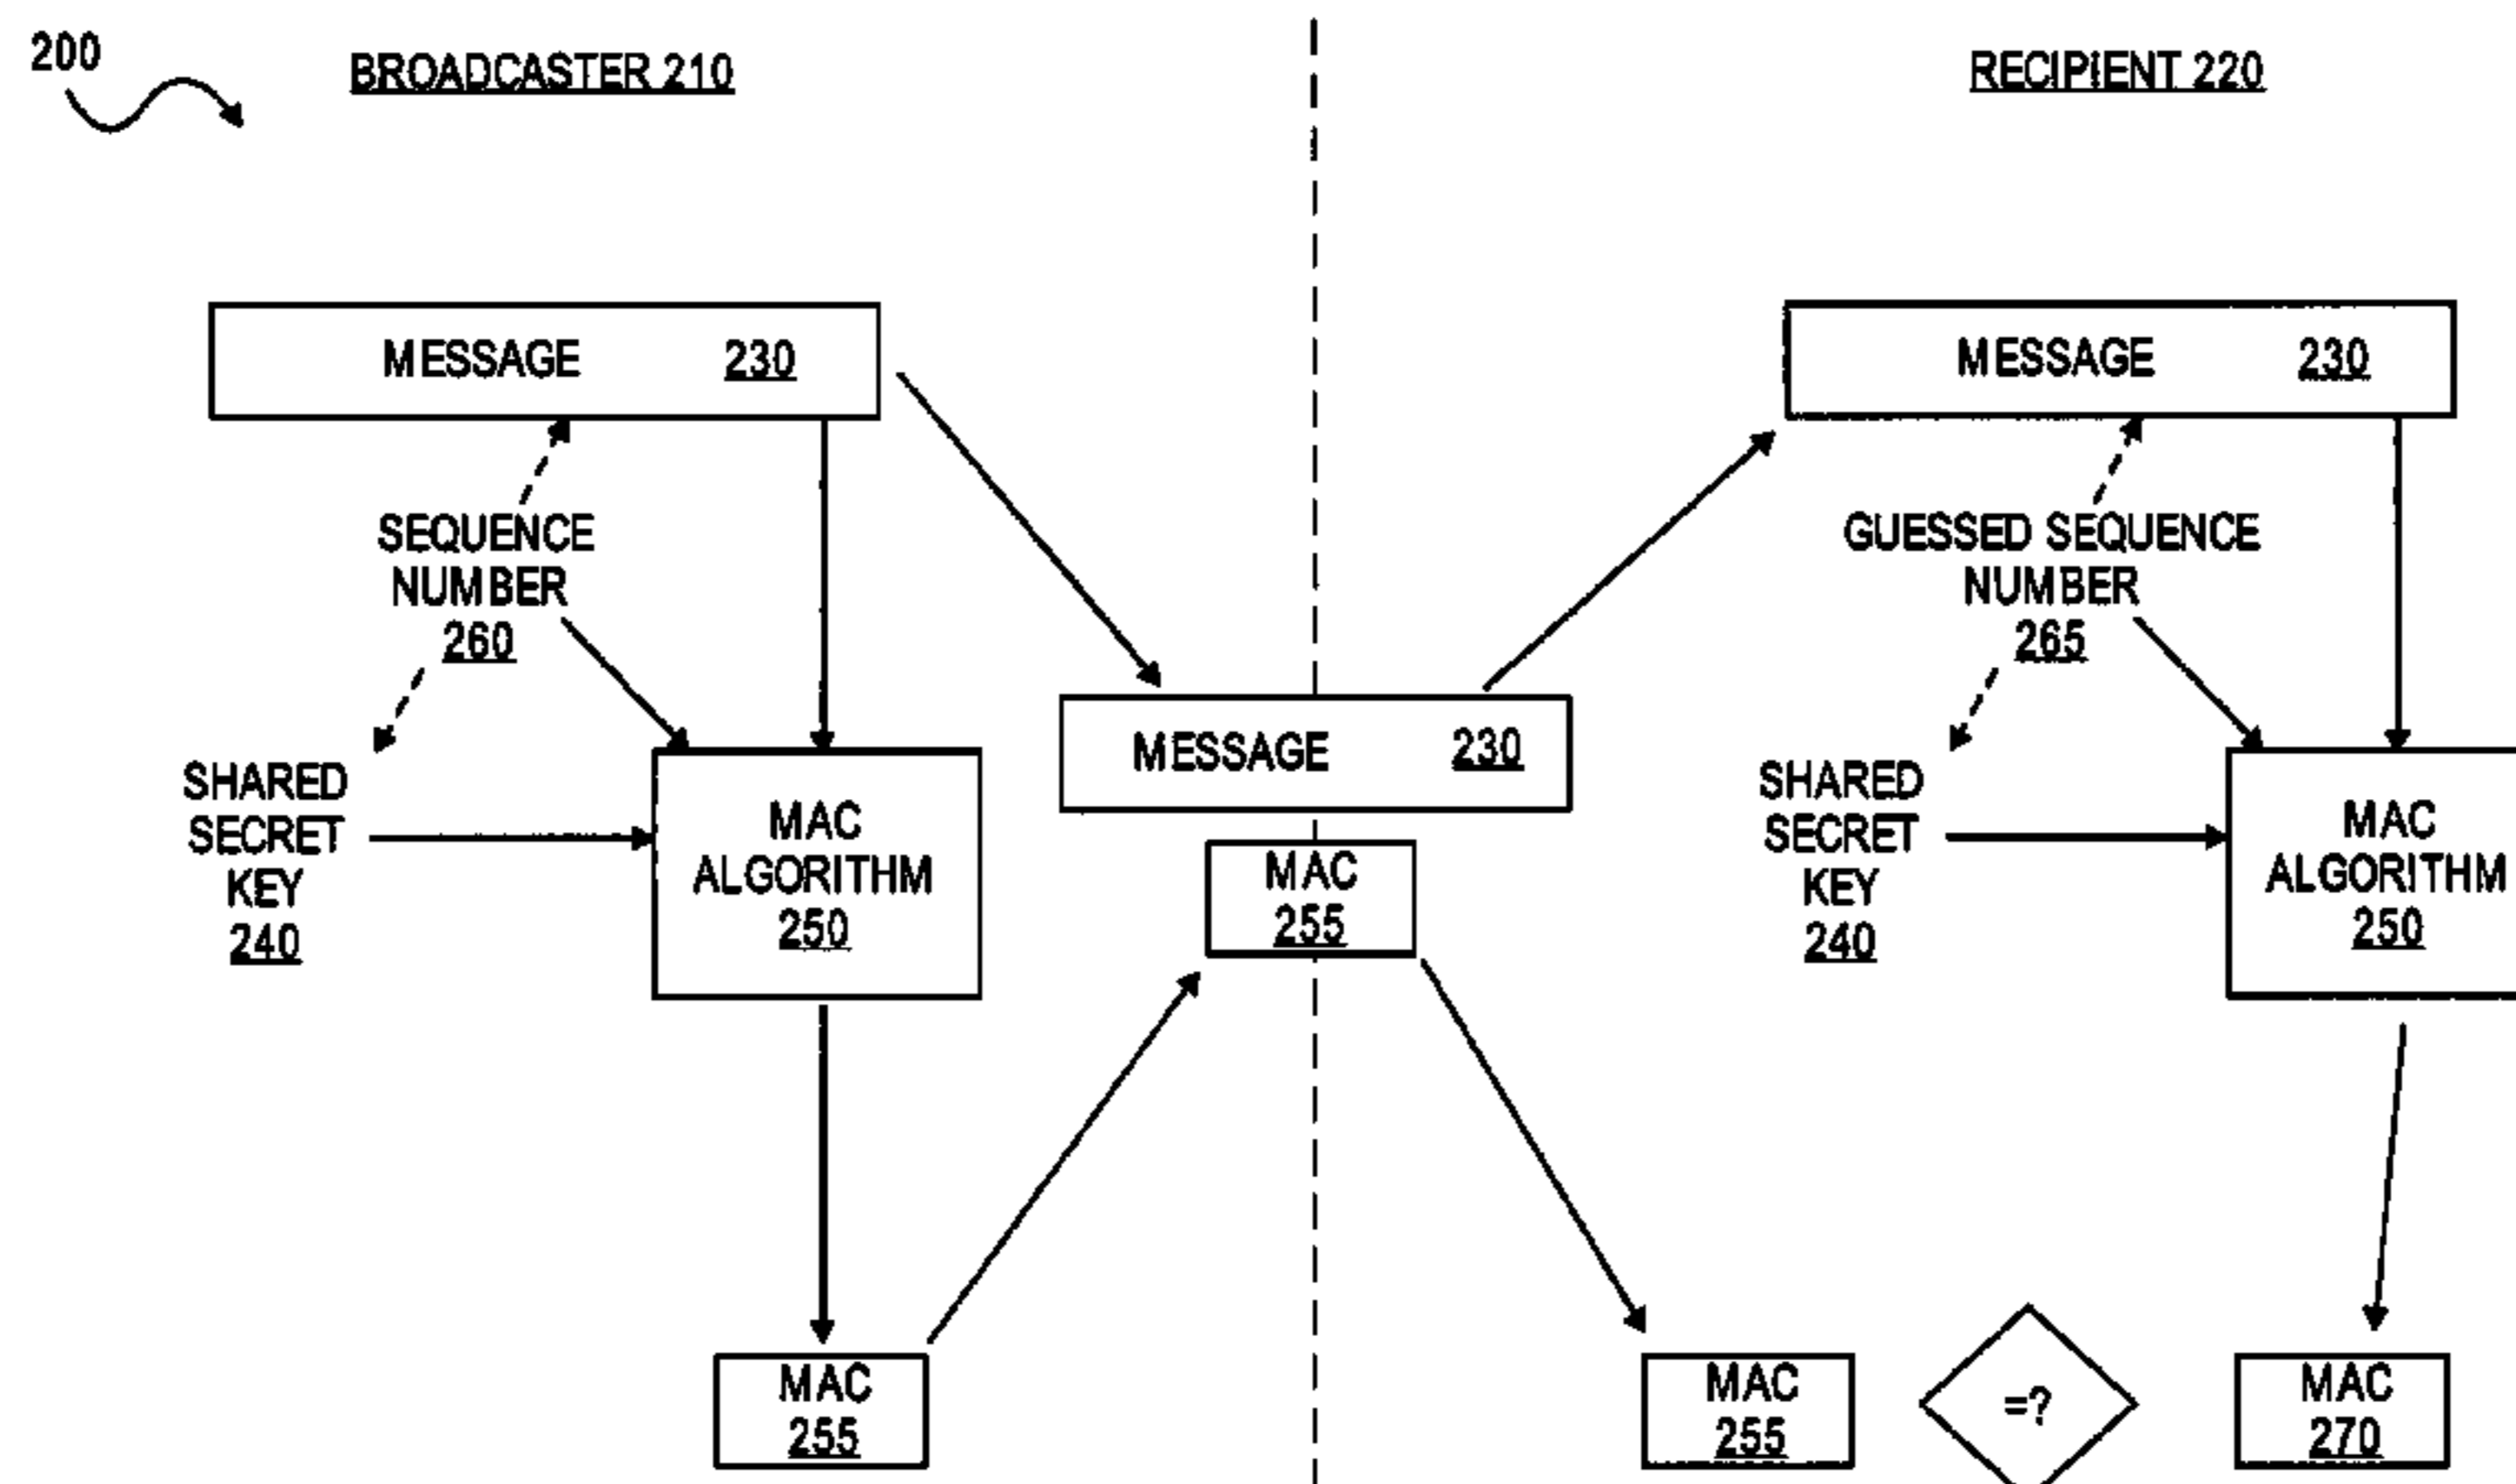 200
BROADCASTER 210
RECIPIENT 220
MESSAGE 230
MESSAGE 230
SEQUENCE
NUMBER
260
GUESSED SEQUENCE
NUMBER
265
MESSAGE 230
SHARED
SECRET
KEY
240
MAC
ALGORITHM
250
MAC
255
SHARED
SECRET
KEY
240
MAC
ALGORITHM
250
MAC
255
MAC
255
=?
MAC
270